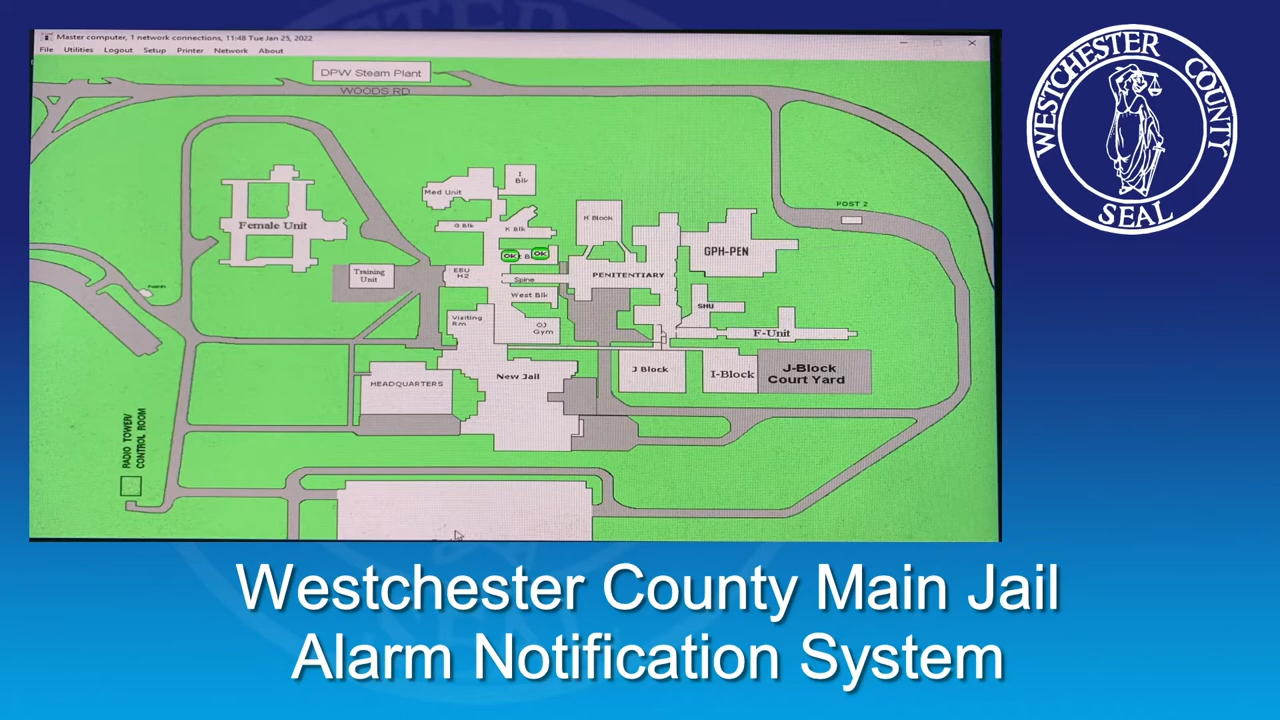 Master computer, 1 network connections, 11:48 Tue Jan 25, 2022
File Utilities Logout Setup Printer Network About
DPW Steam Plant
WOODS RD
WESTCHESTER COUNTY
SEAL
I
Blk
Med Unit
POST 2
Female Unit
G Blk
K Blk
H Block
GPH-PEN
OK
OK
Training
Unit
EEU
H2
Spine
PENITENTIARY
West Blk
SHU
Visiting
Rm
OJ
Gym
F-Unit
HEADQUARTERS
New Jail
J Block
I-Block
J-Block
Court Yard
RADIO TOWER/
CONTROL ROOM
Westchester County Main Jail
Alarm Notification System